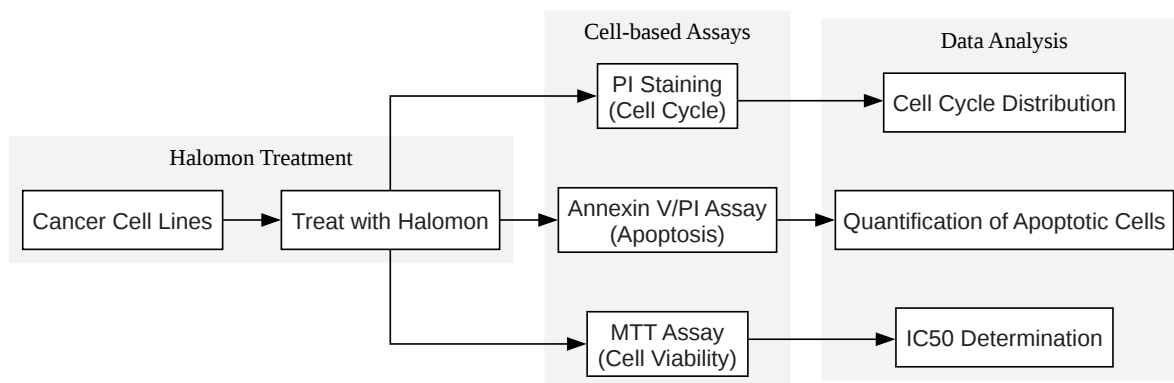 Halomon Treatment
Cancer Cell Lines
Treat with Halomon
Cell-based Assays
PI Staining
(Cell Cycle)
Annexin V/PI Assay
(Apoptosis)
MTT Assay
(Cell Viability)
Data Analysis
Cell Cycle Distribution
Quantification of Apoptotic Cells
IC50 Determination